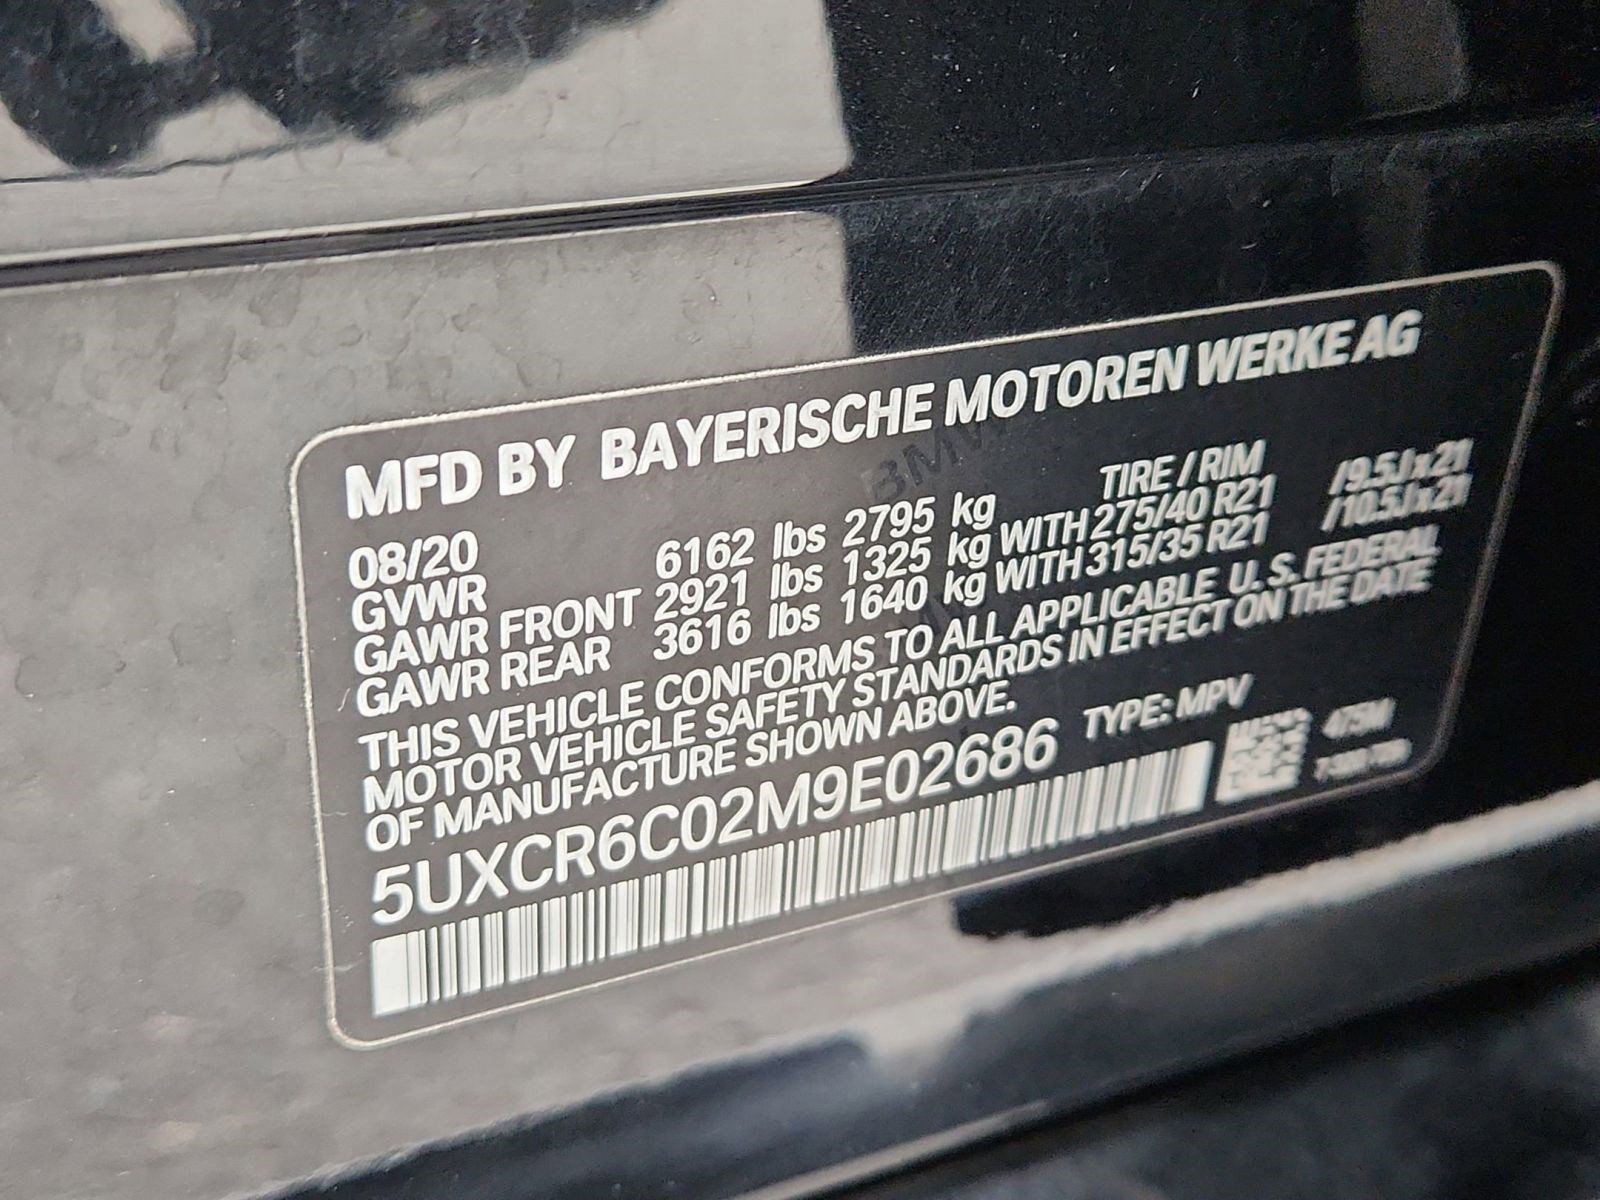 MFD BY BAYERISCHE MOTOREN WERKE AG
08/20 TIRE / RIM
GVWR 6162 lbs 2795 kg
GAWR FRONT 2921 lbs 1325 kg WITH 275/40 R21 /9.5Jx21
GAWR REAR 3616 lbs 1640 kg WITH 315/35 R21 /10.5Jx21
THIS VEHICLE CONFORMS TO ALL APPLICABLE U. S. FEDERAL
MOTOR VEHICLE SAFETY STANDARDS IN EFFECT ON THE DATE
OF MANUFACTURE SHOWN ABOVE.
5UXCR6C02M9E02686 TYPE: MPV
475M